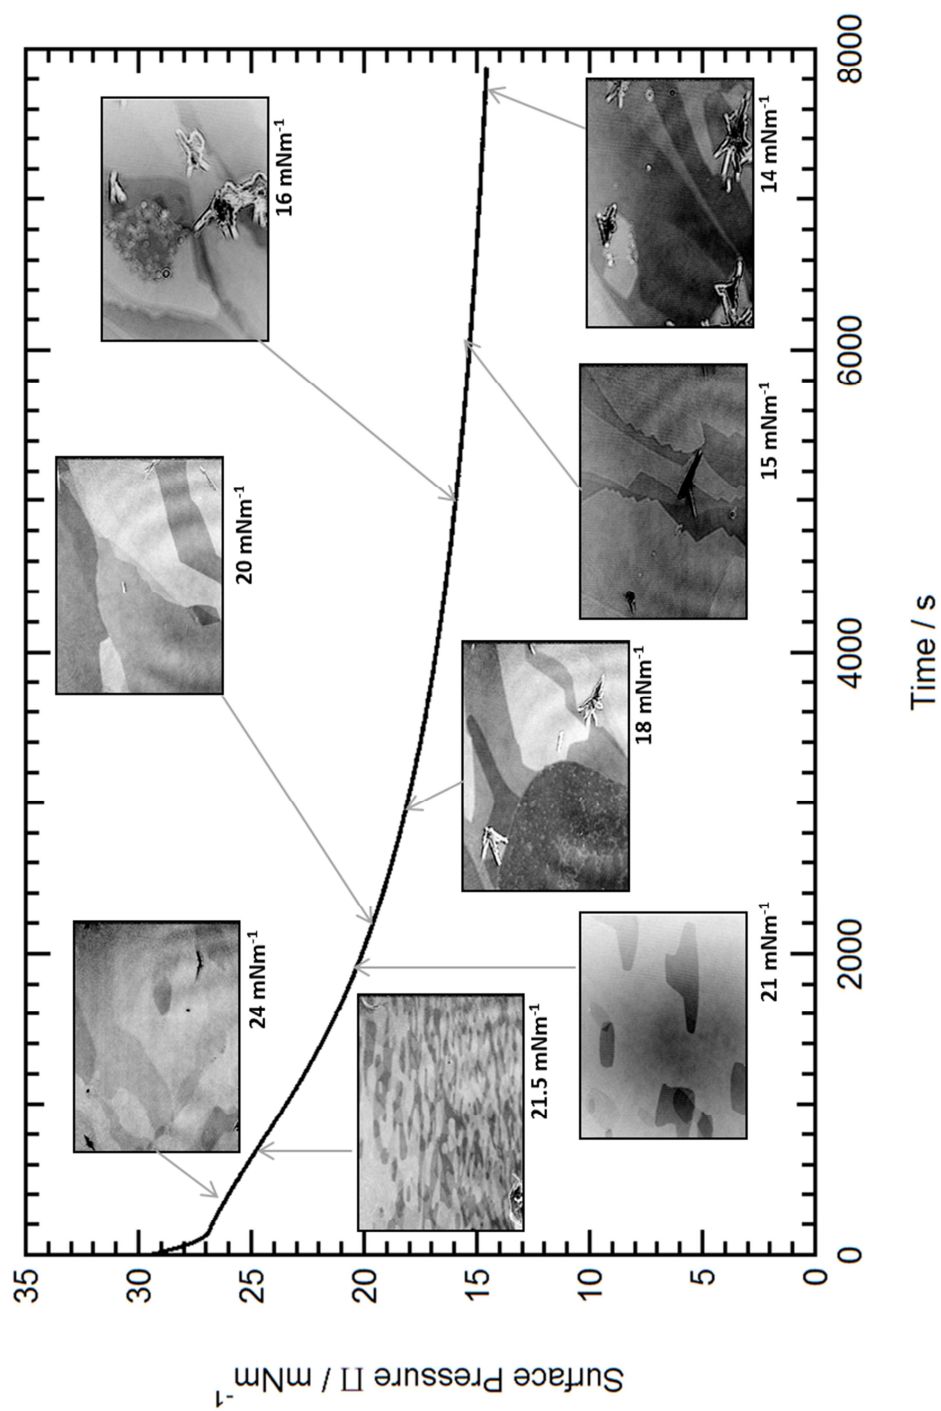 Surface Pressure Π / mNm⁻¹
35
30
25
20
15
10
5
0
24 mNm⁻¹
20 mNm⁻¹
16 mNm⁻¹
21.5 mNm⁻¹
18 mNm⁻¹
21 mNm⁻¹
15 mNm⁻¹
14 mNm⁻¹
0
2000
4000
6000
8000
Time / s